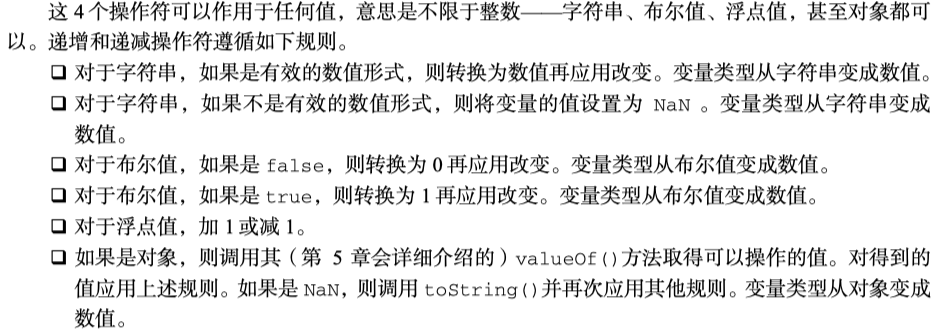 这 4 个操作符可以作用于任何值，意思是不限于整数——字符串、布尔值、浮点值，甚至对象都可
以。递增和递减操作符遵循如下规则。
❑ 对于字符串，如果是有效的数值形式，则转换为数值再应用改变。变量类型从字符串变成数值。
❑ 对于字符串，如果不是有效的数值形式，则将变量的值设置为 NaN 。变量类型从字符串变成
数值。
❑ 对于布尔值，如果是 false，则转换为 0 再应用改变。变量类型从布尔值变成数值。
❑ 对于布尔值，如果是 true，则转换为 1 再应用改变。变量类型从布尔值变成数值。
❑ 对于浮点值，加 1 或减 1。
❑ 如果是对象，则调用其（第 5 章会详细介绍的）valueOf()方法取得可以操作的值。对得到的
值应用上述规则。如果是 NaN，则调用 toString()并再次应用其他规则。变量类型从对象变成
数值。